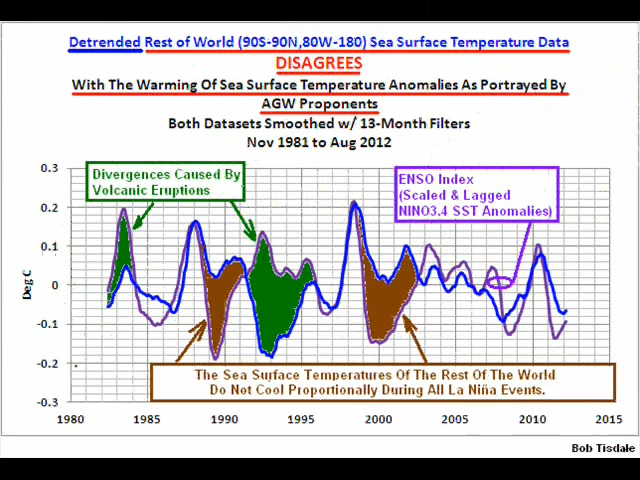 Detrended Rest of World (90S-90N,80W-180) Sea Surface Temperature Data
DISAGREES
With The Warming Of Sea Surface Temperature Anomalies As Portrayed By
AGW Proponents
Both Datasets Smoothed w/ 13-Month Filters
Nov 1981 to Aug 2012
Divergences Caused By
Volcanic Eruptions
ENSO Index
(Scaled & Lagged
NINO3.4 SST Anomalies)
Deg C
0.3
0.2
0.1
0
-0.1
-0.2
-0.3
The Sea Surface Temperatures Of The Rest Of The World
Do Not Cool Proportionally During All La Niña Events.
1980 1985 1990 1995 2000 2005 2010 2015
Bob Tisdale